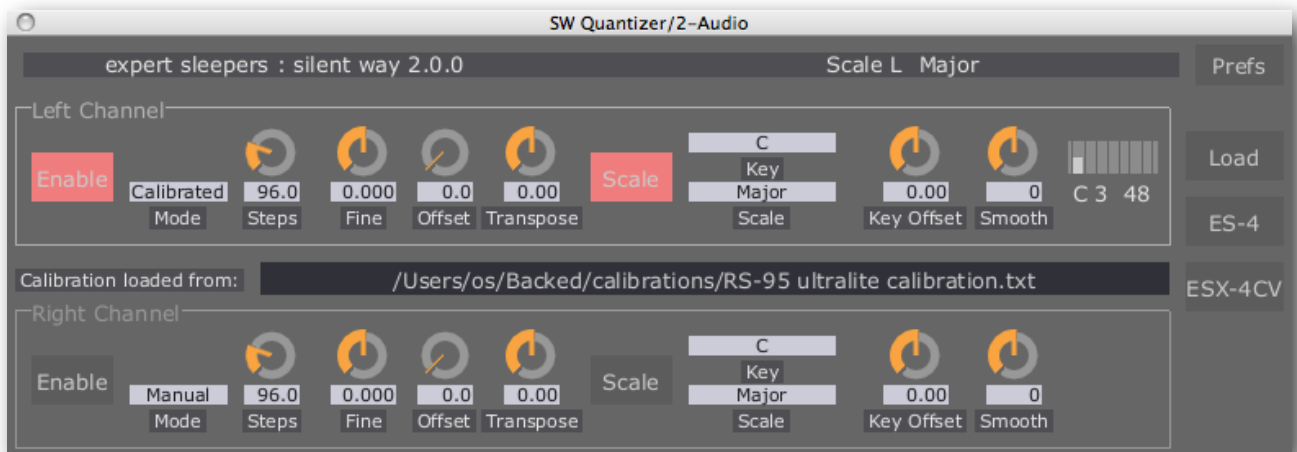 SW Quantizer/2-Audio
expert sleepers : silent way 2.0.0 Scale L Major Prefs
Left Channel
Enable Calibrated 96.0 0.000 0.0 0.00 Scale C Key Major 0.00 0 C 3 48 Load
Mode Steps Fine Offset Transpose Scale Key Offset Smooth ES-4
Calibration loaded from: /Users/os/Backed/calibrations/RS-95 ultralite calibration.txt ESX-4CV
Right Channel
Enable Manual 96.0 0.000 0.0 0.00 Scale C Key Major 0.00 0
Mode Steps Fine Offset Transpose Scale Key Offset Smooth